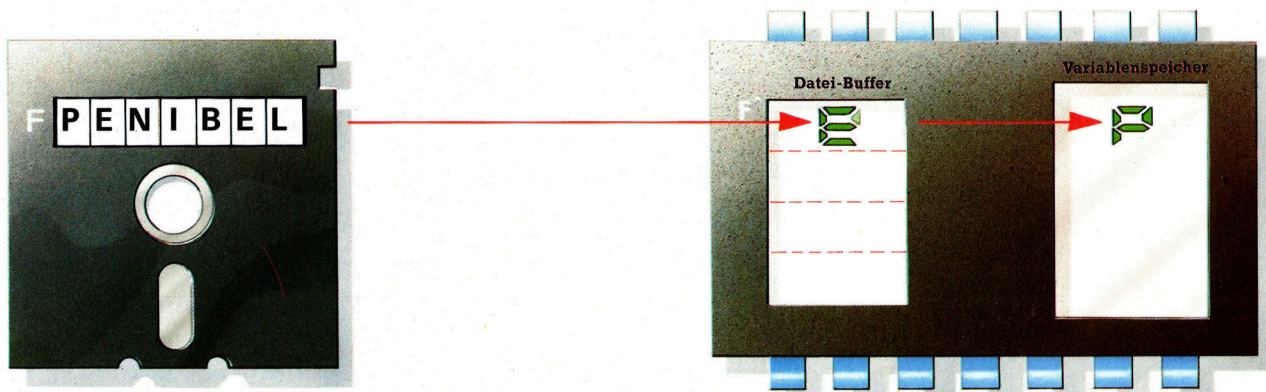 F PENIBEL
Datei-Buffer
Variablenspeicher
F
E
P